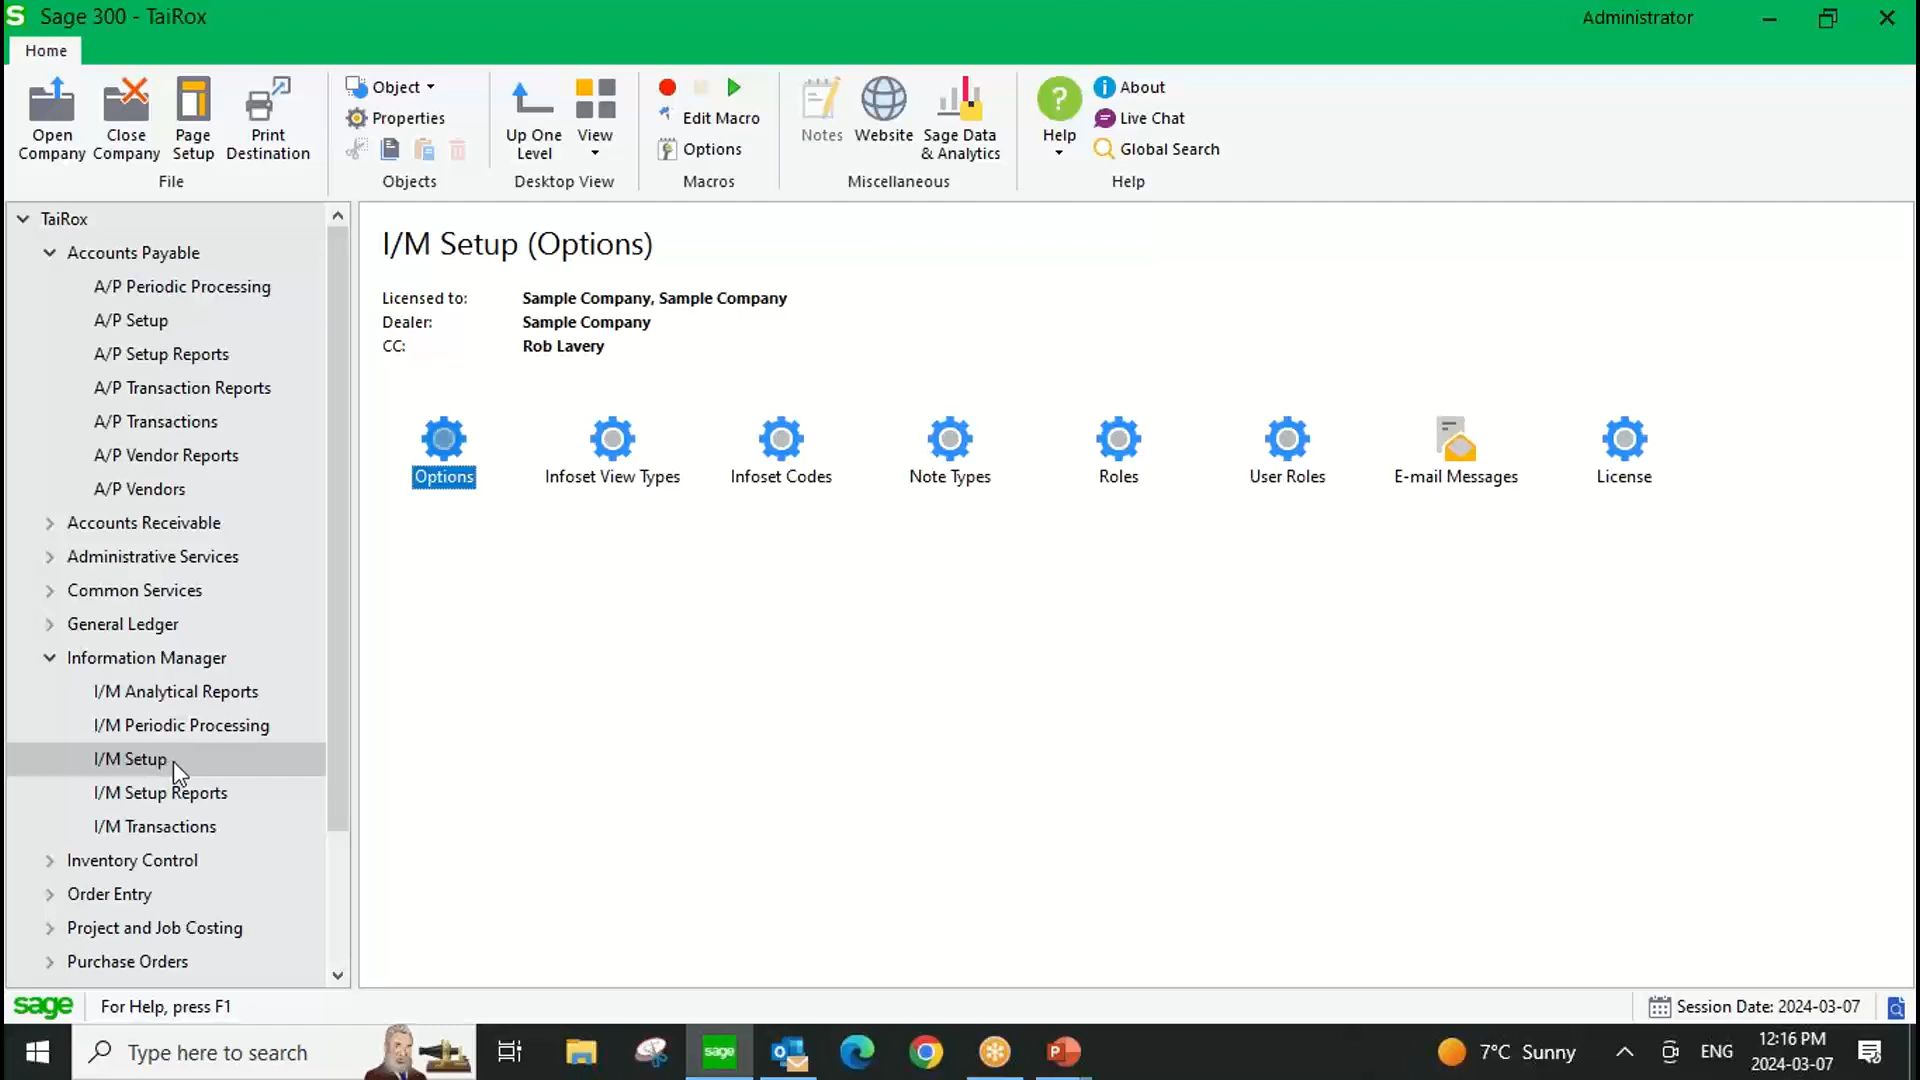 S Sage 300 - TaiRox
Administrator
Home
Open Company
Close Company
Page Setup
Print Destination
File
Object
Properties
Objects
Up One Level
View
Desktop View
Edit Macro
Options
Macros
Notes
Website
Sage Data & Analytics
Miscellaneous
? Help
About
Live Chat
Global Search
Help
TaiRox
Accounts Payable
A/P Periodic Processing
A/P Setup
A/P Setup Reports
A/P Transaction Reports
A/P Transactions
A/P Vendor Reports
A/P Vendors
Accounts Receivable
Administrative Services
Common Services
General Ledger
Information Manager
I/M Analytical Reports
I/M Periodic Processing
I/M Setup
I/M Setup Reports
I/M Transactions
Inventory Control
Order Entry
Project and Job Costing
Purchase Orders
I/M Setup (Options)
Licensed to: Sample Company, Sample Company
Dealer: Sample Company
CC: Rob Lavery
Options
Infoset View Types
Infoset Codes
Note Types
Roles
User Roles
E-mail Messages
License
sage For Help, press F1
Session Date: 2024-03-07
Type here to search
sage
7°C Sunny
ENG
12:16 PM
2024-03-07